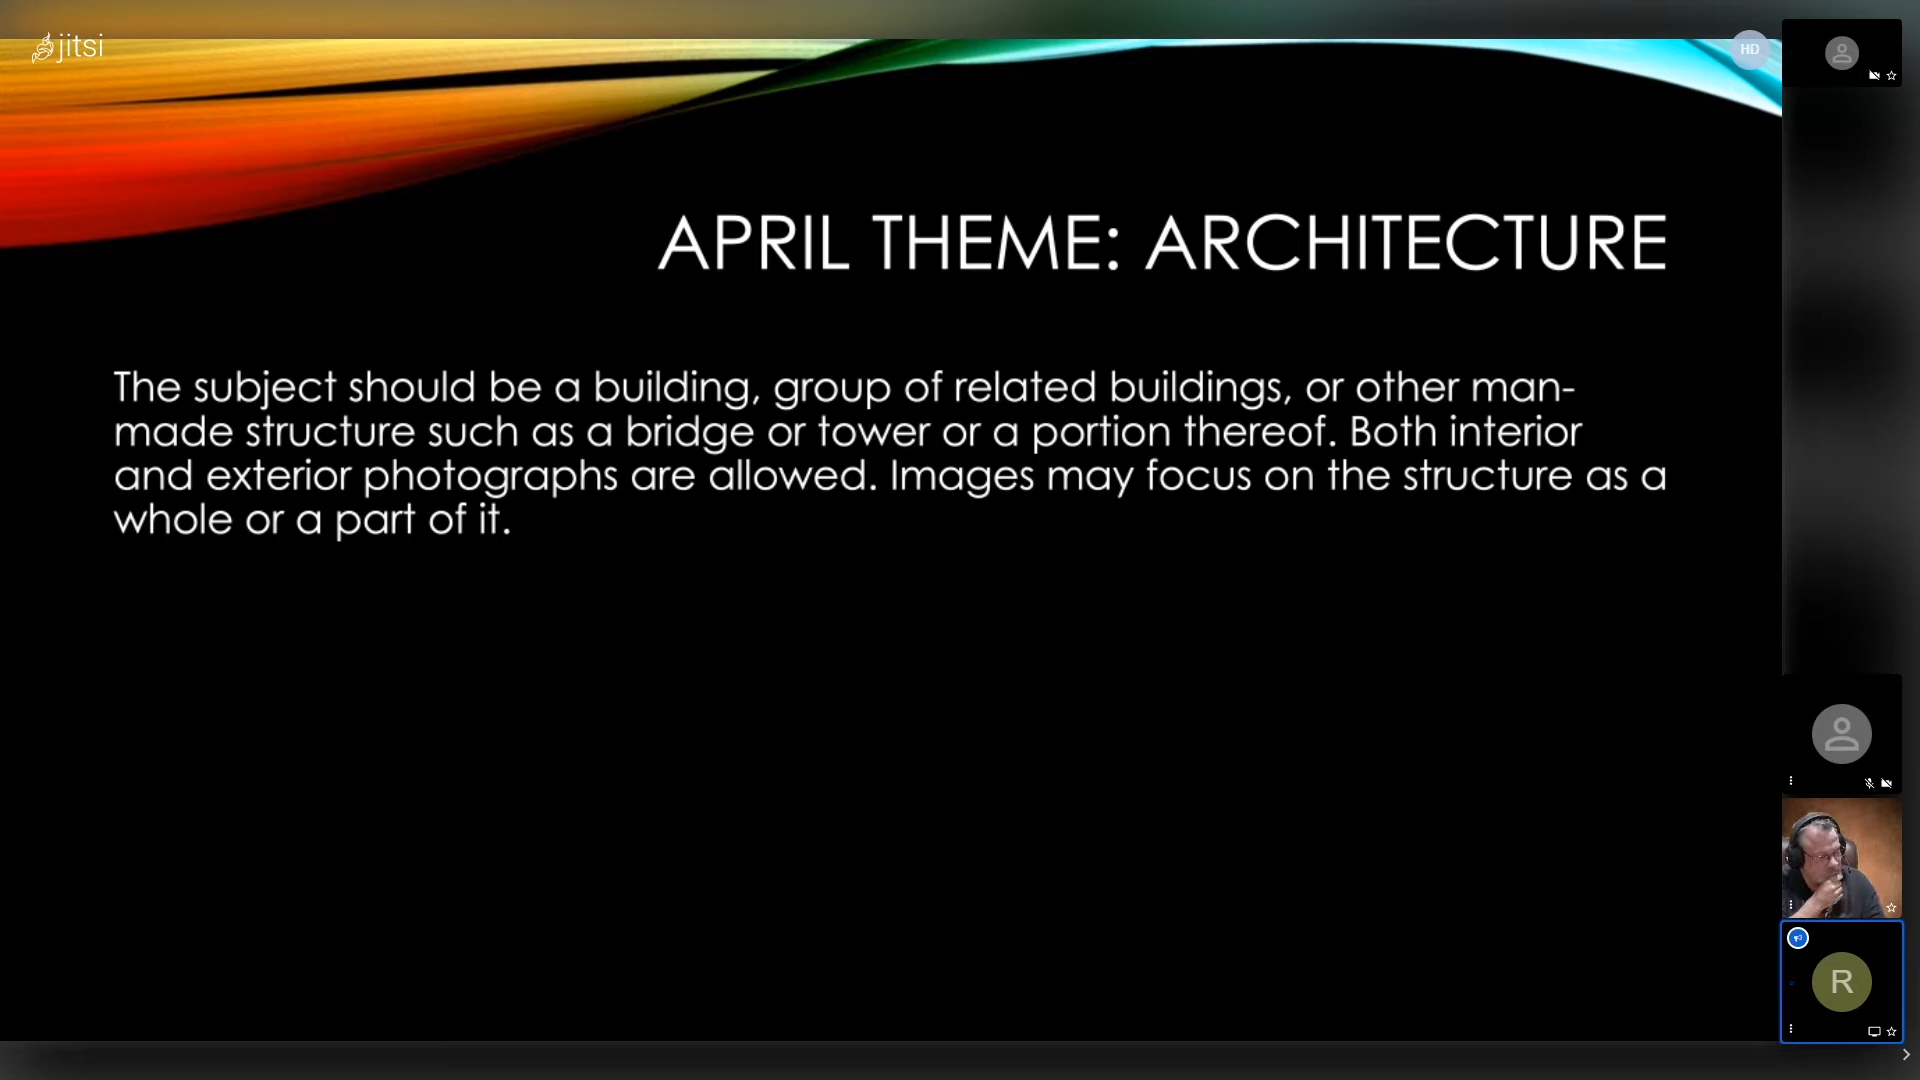 jitsi
HD
APRIL THEME: ARCHITECTURE
The subject should be a building, group of related buildings, or other man-
made structure such as a bridge or tower or a portion thereof. Both interior
and exterior photographs are allowed. Images may focus on the structure as a
whole or a part of it.
R